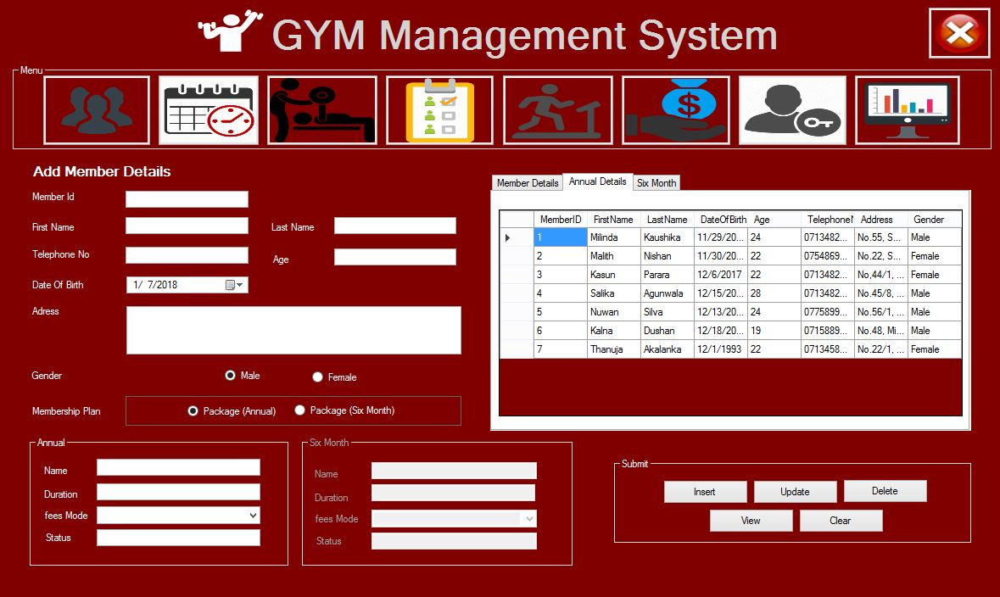 GYM Management System
Menu
Add Member Details
Member Id
First Name
Last Name
Telephone No
Age
Date Of Birth
1/ 7/2018
Adress
Gender
Male
Female
Membership Plan
Package (Annual)
Package (Six Month)
Annual
Name
Duration
fees Mode
Status
Six Month
Name
Duration
fees Mode
Status
Member Details Annual Details Six Month
MemberID FirstName LastName DateOfBirth Age Telephone Address Gender
1 Milinda Kaushika 11/29/20... 24 0713482... No.55, S... Male
2 Malith Nishan 11/30/20... 22 0754869... No.22, S... Female
3 Kasun Parara 12/6/2017 22 0713482... No,44/1, ... Female
4 Salika Agunwala 12/15/20... 28 0713482... No.45/8, ... Male
5 Nuwan Silva 12/13/20... 24 0775899... No.56/1, ... Male
6 Kalna Dushan 12/18/20... 19 0715889... No.48, Mi... Male
7 Thanuja Akalanka 12/1/1993 22 0713458... No.22/1, ... Female
Submit
Insert Update Delete
View Clear